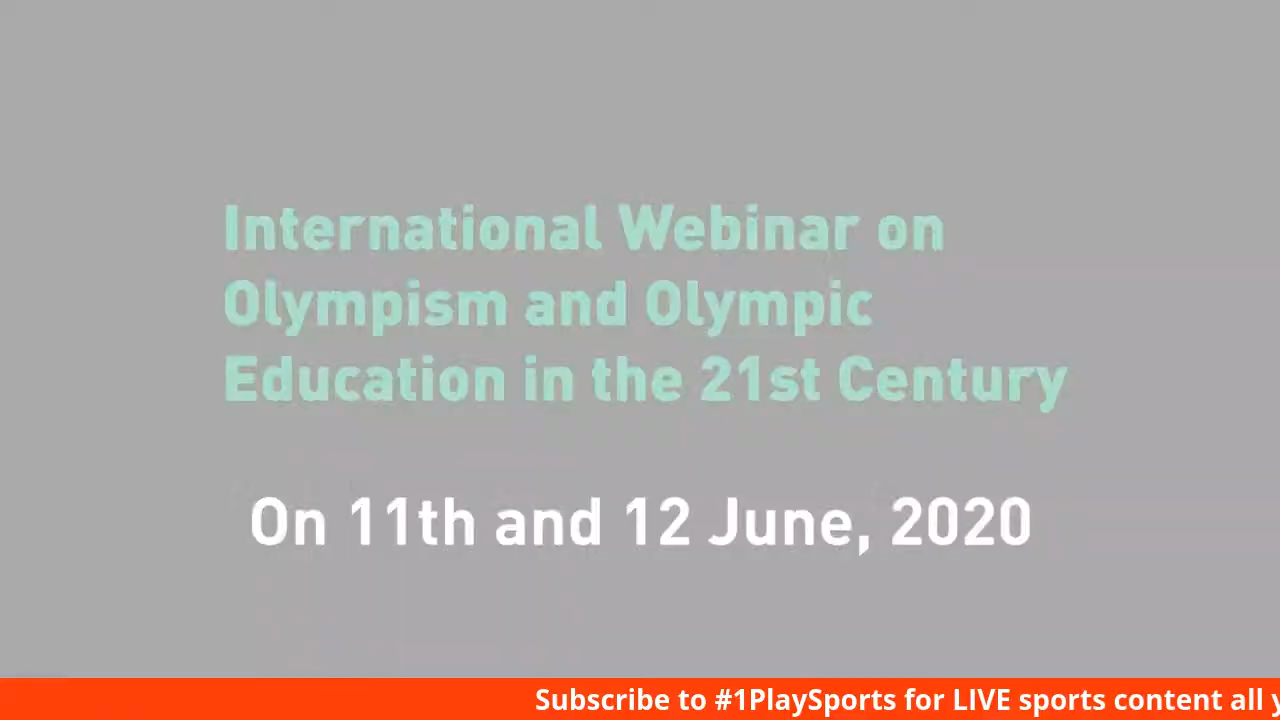 International Webinar on
Olympism and Olympic
Education in the 21st Century
On 11th and 12 June, 2020
Subscribe to #1PlaySports for LIVE sports content all